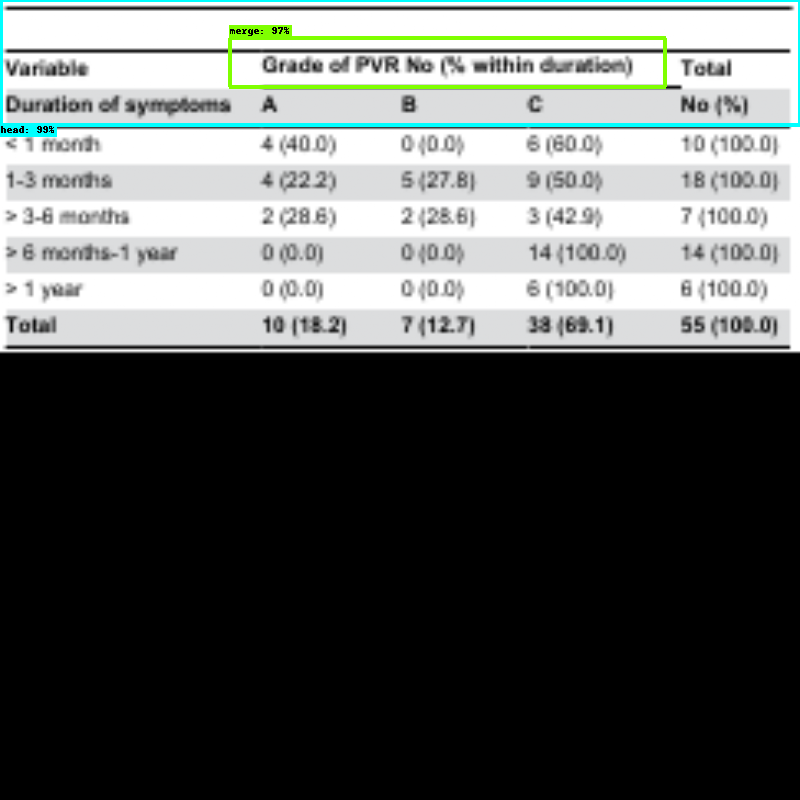 merge: 97%
Variable Grade of PVR No (% within duration) Total
Duration of symptoms A B C No (%)
head: 99%
< 1 month 4 (40.0) 0 (0.0) 6 (60.0) 10 (100.0)
1-3 months 4 (22.2) 5 (27.8) 9 (50.0) 18 (100.0)
> 3-6 months 2 (28.6) 2 (28.6) 3 (42.9) 7 (100.0)
> 6 months-1 year 0 (0.0) 0 (0.0) 14 (100.0) 14 (100.0)
> 1 year 0 (0.0) 0 (0.0) 6 (100.0) 6 (100.0)
Total 10 (18.2) 7 (12.7) 38 (69.1) 55 (100.0)